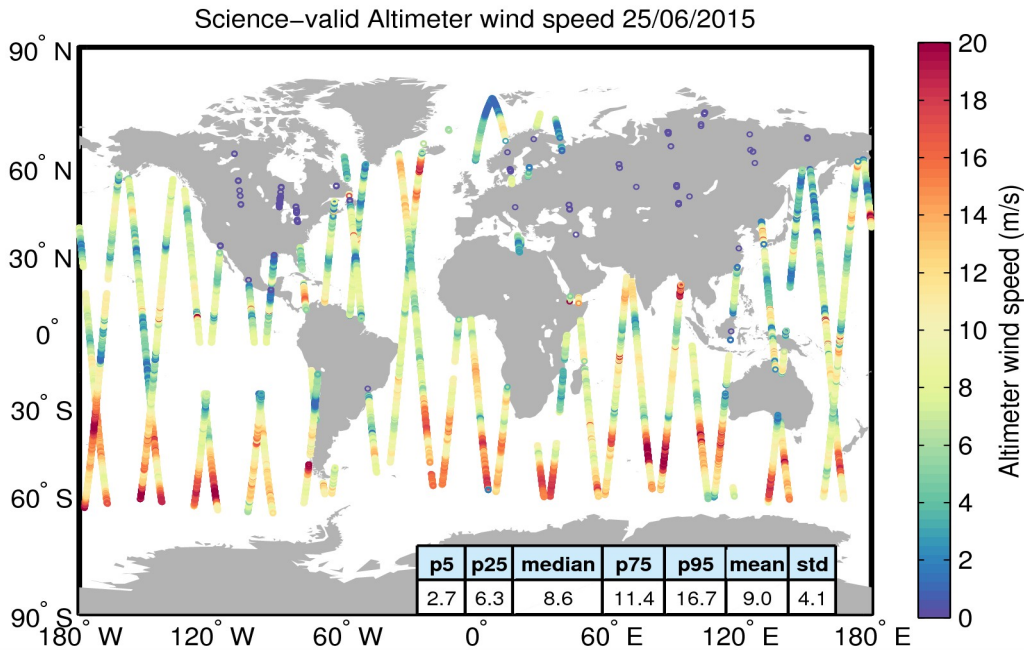 Science−valid Altimeter wind speed 25/06/2015
90° N
60° N
30° N
0°
30° S
60° S
90° S
180° W
120° W
60° W
0°
60° E
120° E
180° E
p5 p25 median p75 p95 mean std
2.7 6.3 8.6 11.4 16.7 9.0 4.1
20
18
16
14
12
10
8
6
4
2
0
Altimeter wind speed (m/s)